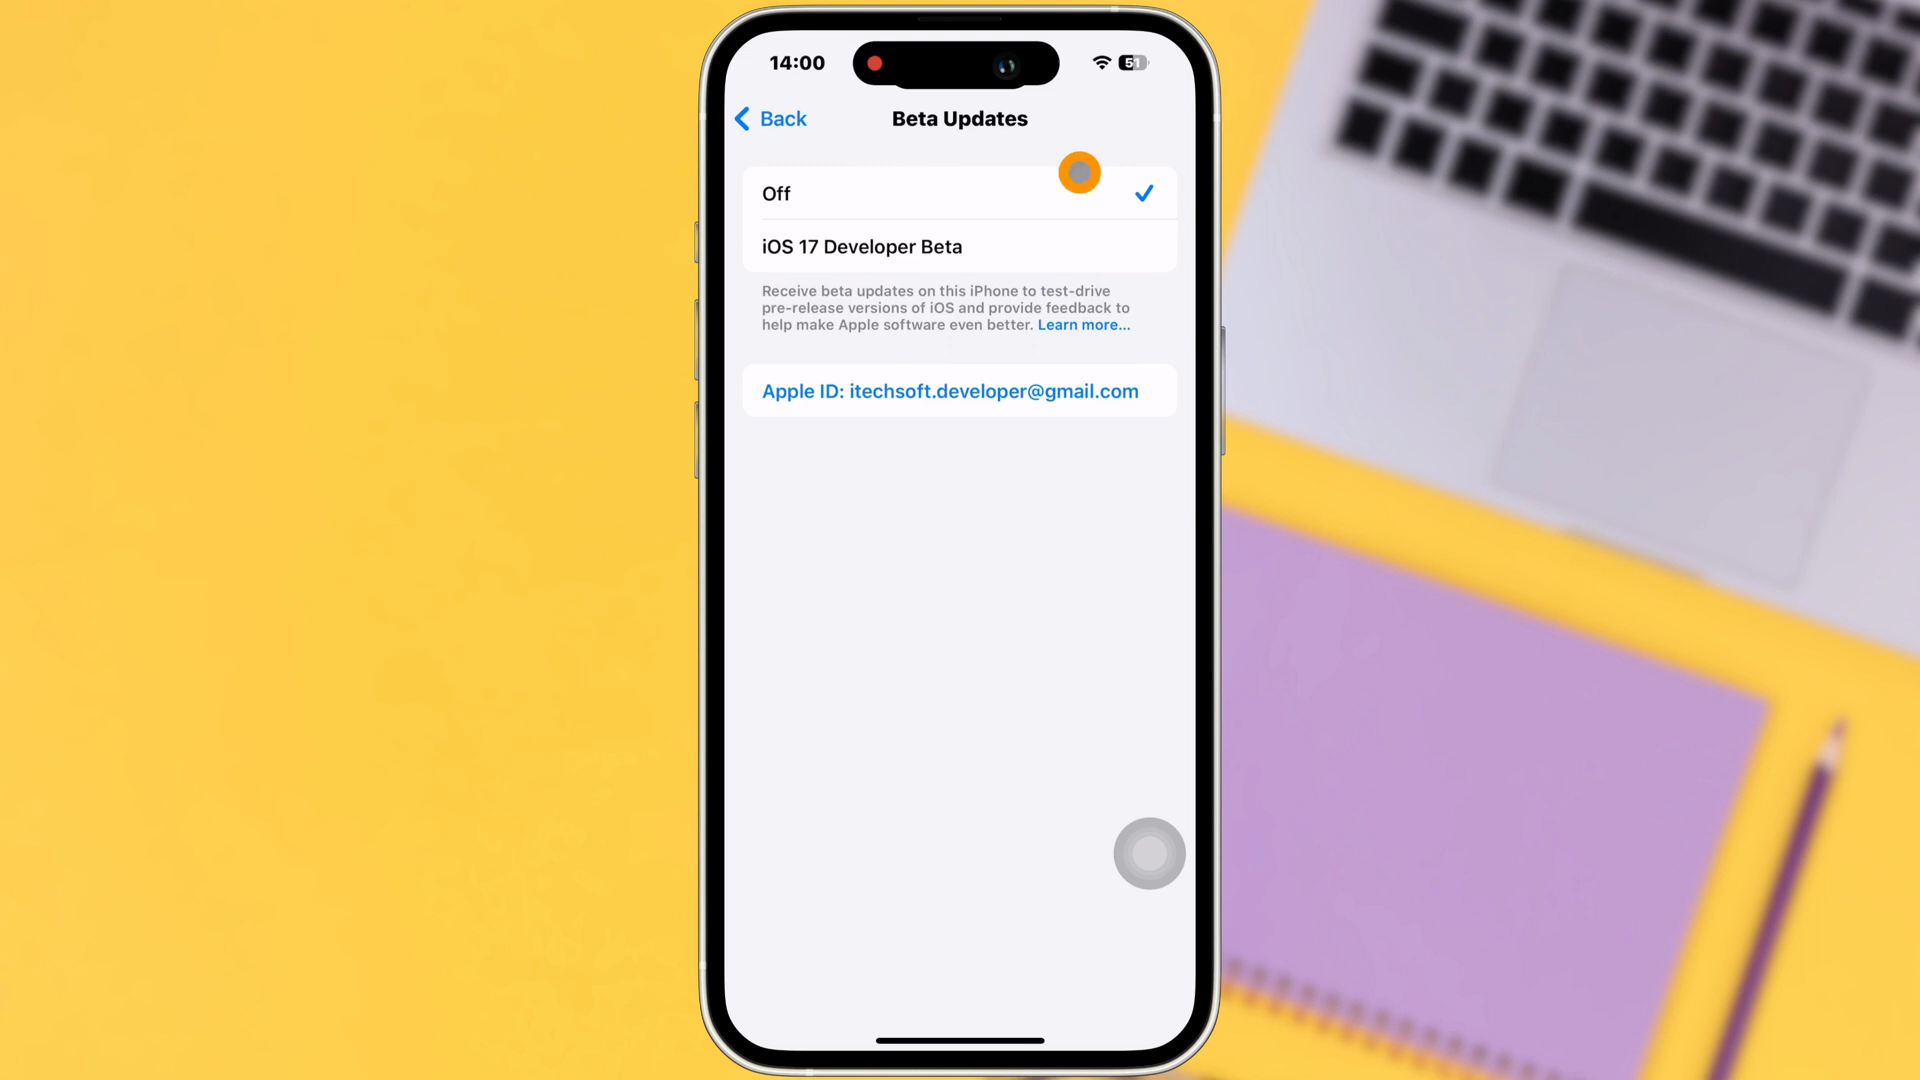 14:00
51
Back
Beta Updates
Off
iOS 17 Developer Beta
Receive beta updates on this iPhone to test-drive
pre-release versions of iOS and provide feedback to
help make Apple software even better. Learn more...
Apple ID: itechsoft.developer@gmail.com